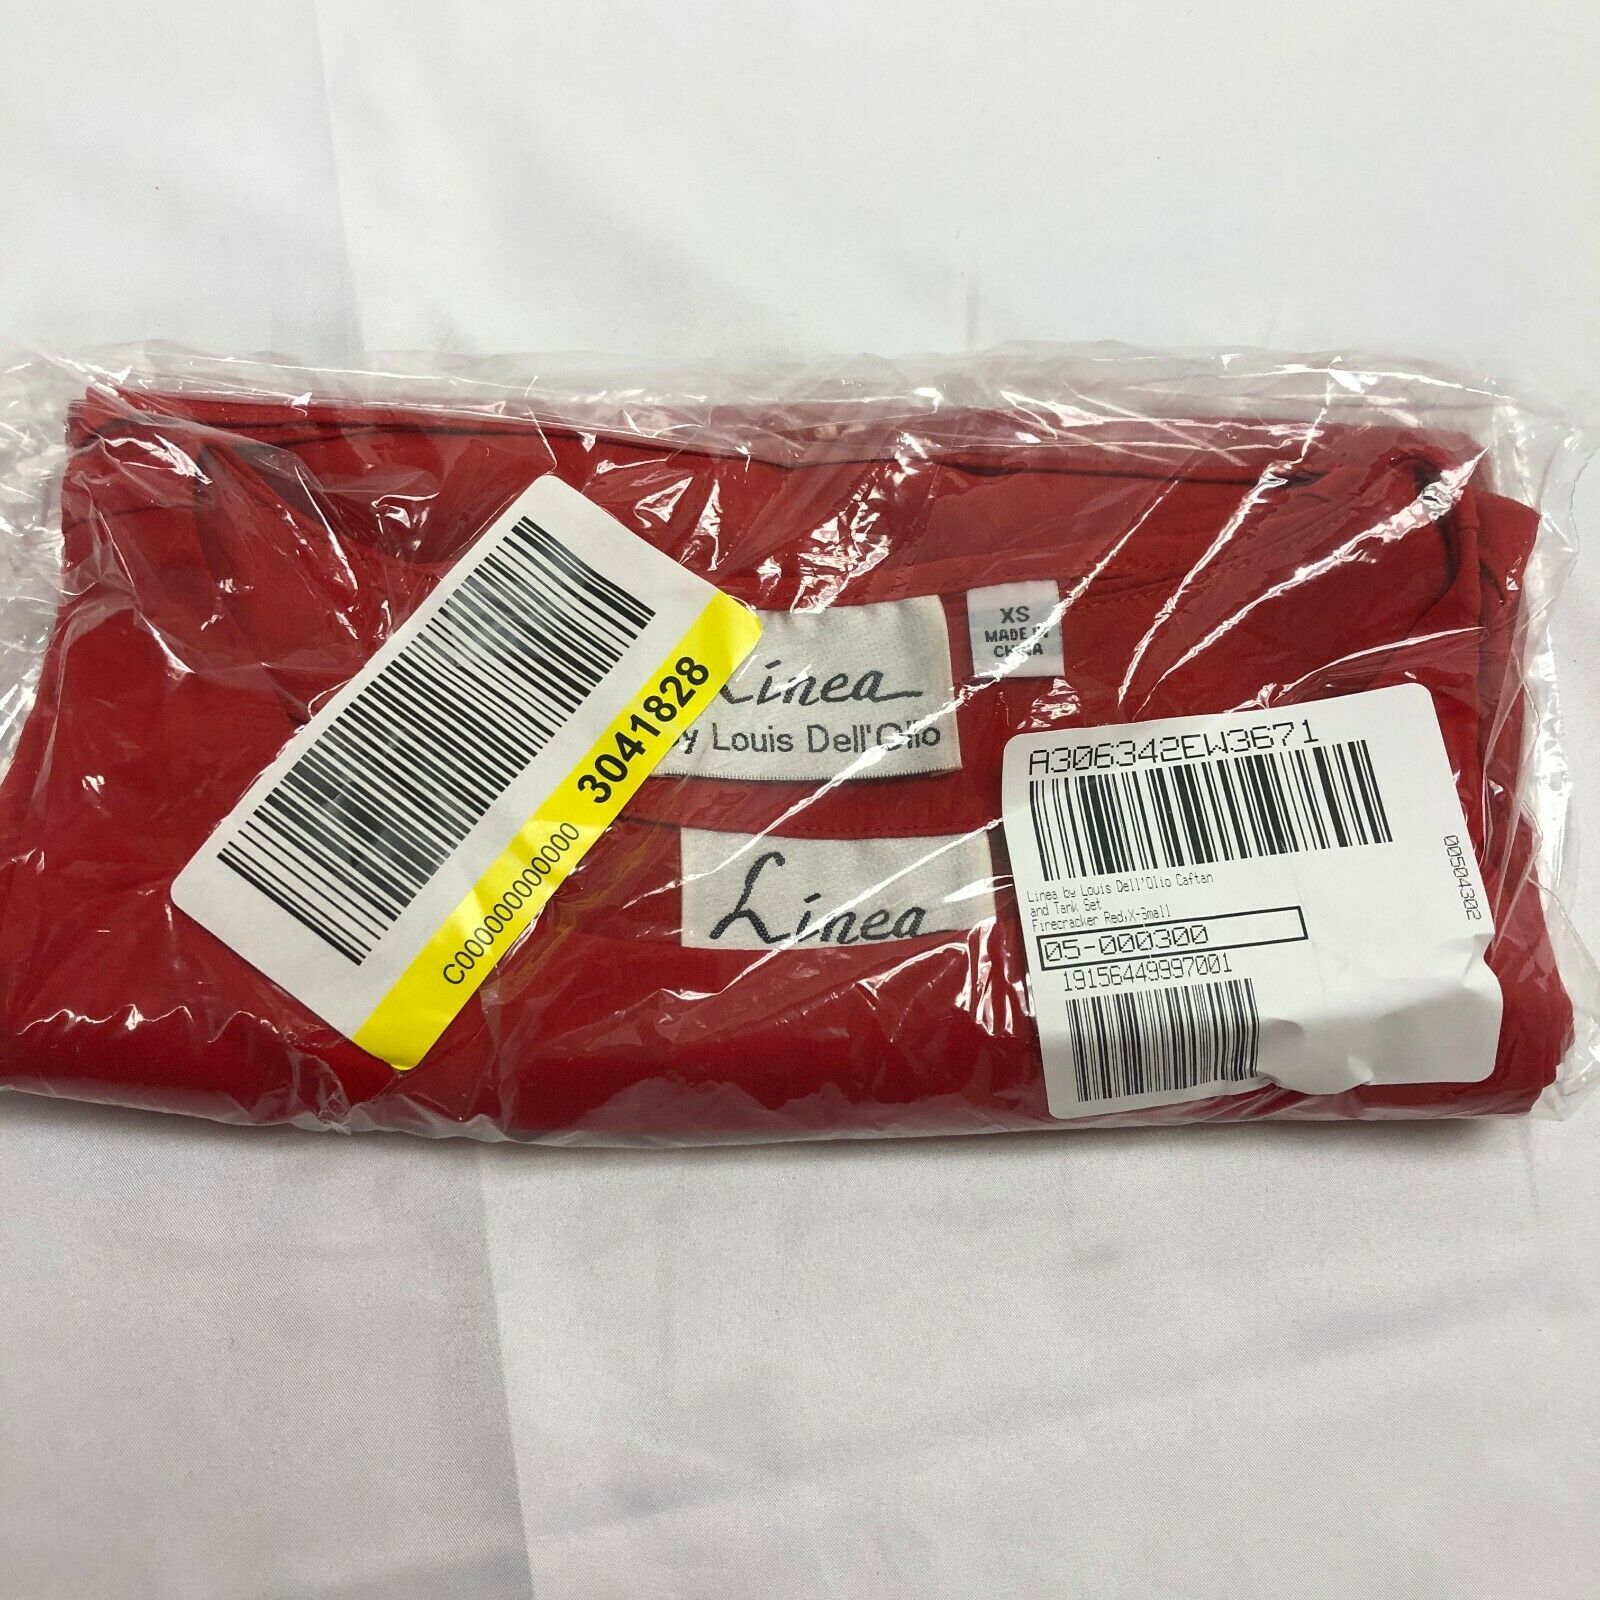 3041828
C000000000000
Linea
by Louis Dell'Olio
XS
MADE IN
CHINA
Linea
A306342EW3671
Linea by Louis Dell'Olio Caftan
and Tank Set
Firecracker Red,X-Small
05-000300
19156449997001
00504302